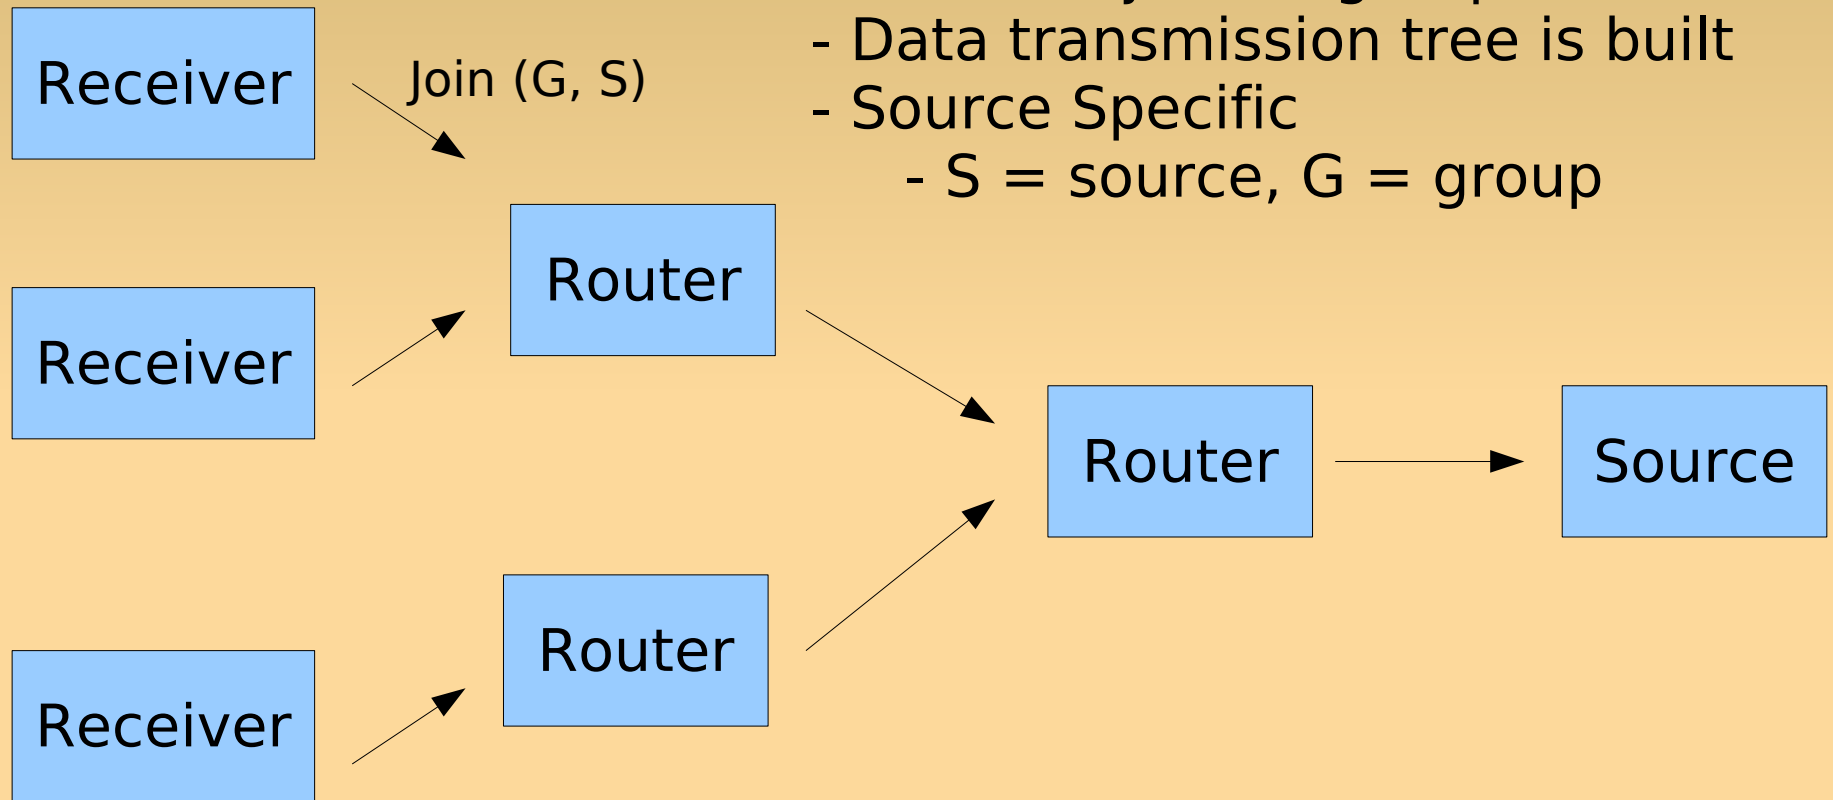 - Data transmission tree is built
- Source Specific
- S = source, G = group
Receiver
Join (G, S)
Router
Receiver
Router
Source
Router
Receiver